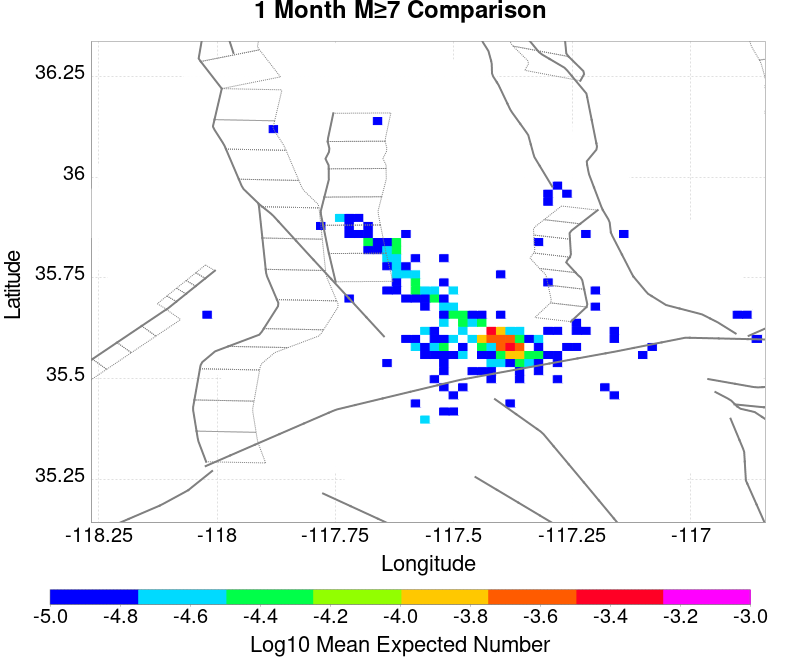 1 Month M≥7 Comparison
36.25
36
35.75
35.5
35.25
Latitude
-118.25 -118 -117.75 -117.5 -117.25 -117
Longitude
-5.0 -4.8 -4.6 -4.4 -4.2 -4.0 -3.8 -3.6 -3.4 -3.2 -3.0
Log10 Mean Expected Number